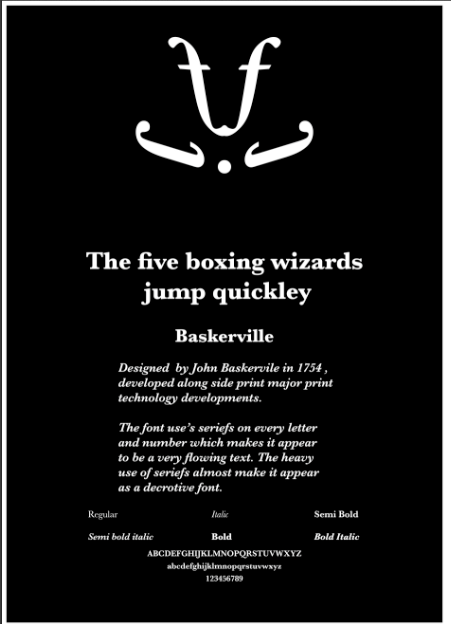 The five boxing wizards
jump quickley
Baskerville
Designed by John Baskervile in 1754 ,
developed along side print major print
technology developments.
The font use's seriefs on every letter
and number which makes it appear
to be a very flowing text. The heavy
use of seriefs almost make it appear
as a decrotive font.
Regular Italic Semi Bold
Semi bold italic Bold Bold Italic
ABCDEFGHIJKLMNOPQRSTUVWXYZ
abcdefghijklmnopqrstuvwxyz
123456789